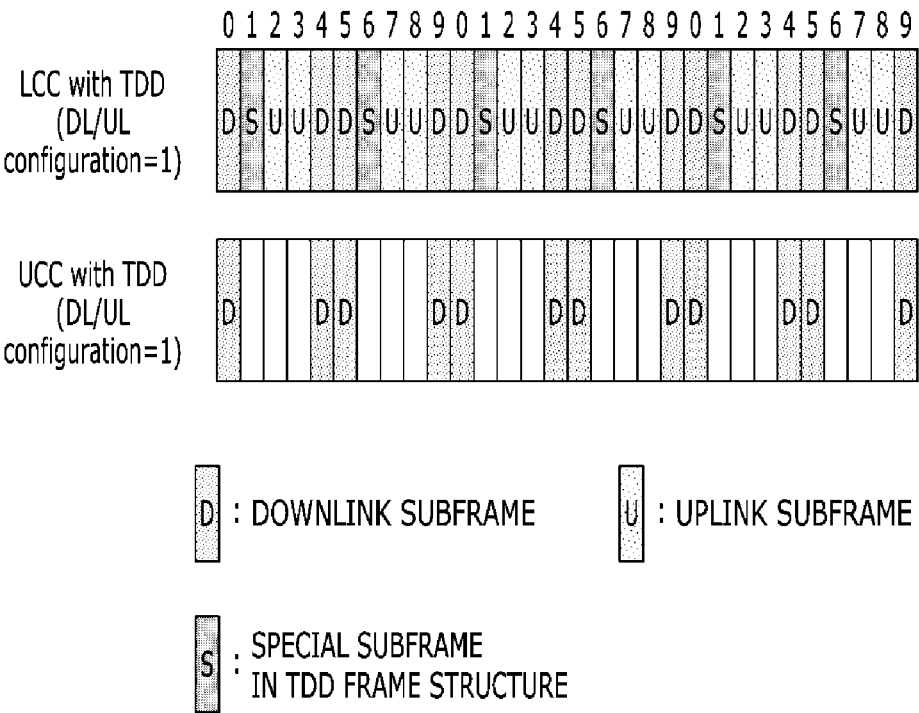 0 1 2 3 4 5 6 7 8 9 0 1 2 3 4 5 6 7 8 9 0 1 2 3 4 5 6 7 8 9
LCC with TDD
(DL/UL
configuration=1)
D S U U D D S U U D D S U U D D S U U D D S U U D D S U U D
UCC with TDD
(DL/UL
configuration=1)
D D D D D D D D D D D D
D : DOWNLINK SUBFRAME
U : UPLINK SUBFRAME
S : SPECIAL SUBFRAME
IN TDD FRAME STRUCTURE